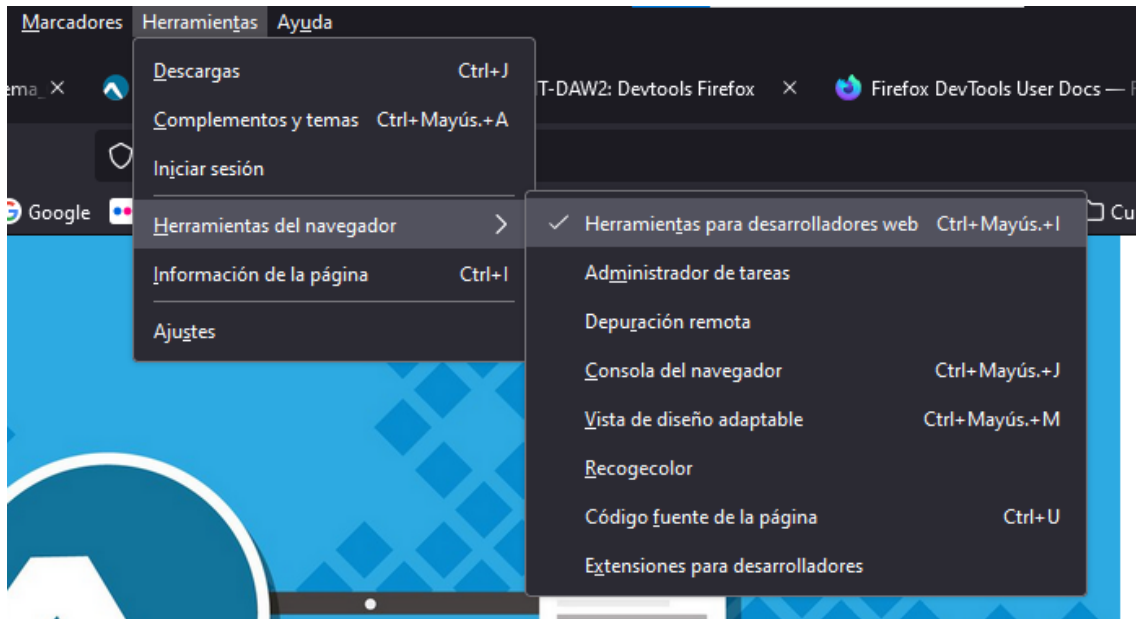 Marcadores Herramientas Ayuda
ema_
T-DAW2: Devtools Firefox
Firefox DevTools User Docs —
Google
Cu
Descargas Ctrl+J
Complementos y temas Ctrl+Mayús.+A
Iniciar sesión
Herramientas del navegador
Información de la página Ctrl+I
Ajustes
Herramientas para desarrolladores web Ctrl+Mayús.+I
Administrador de tareas
Depuración remota
Consola del navegador Ctrl+Mayús.+J
Vista de diseño adaptable Ctrl+Mayús.+M
Recogecolor
Código fuente de la página Ctrl+U
Extensiones para desarrolladores